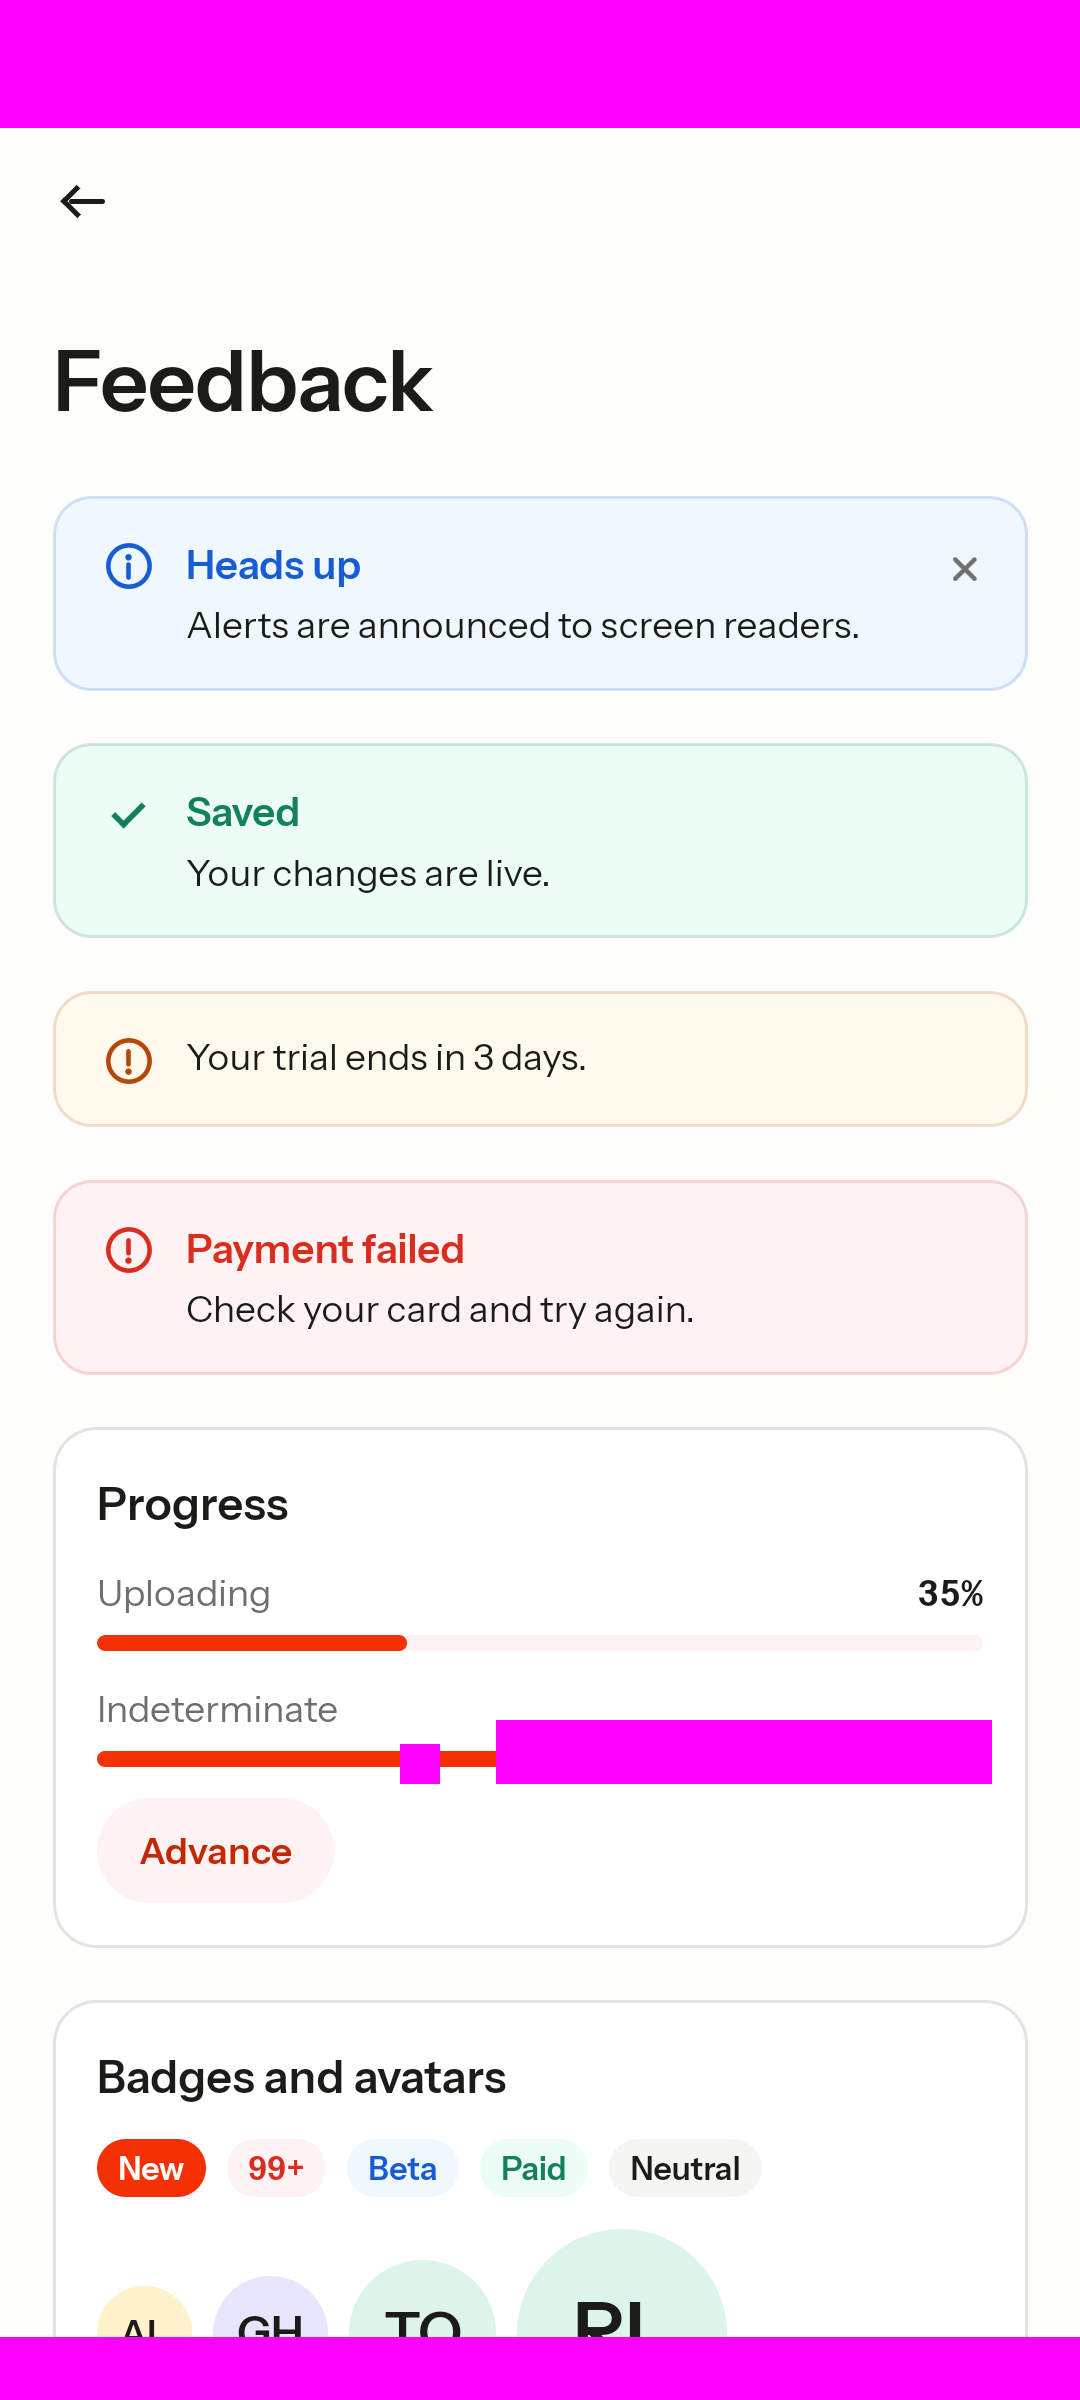 Feedback
Heads up
Alerts are announced to screen readers.
Saved
Your changes are live.
Your trial ends in 3 days.
Payment failed
Check your card and try again.
Progress
Uploading 35%
Indeterminate
Advance
Badges and avatars
New 99+ Beta Paid Neutral
GH TO